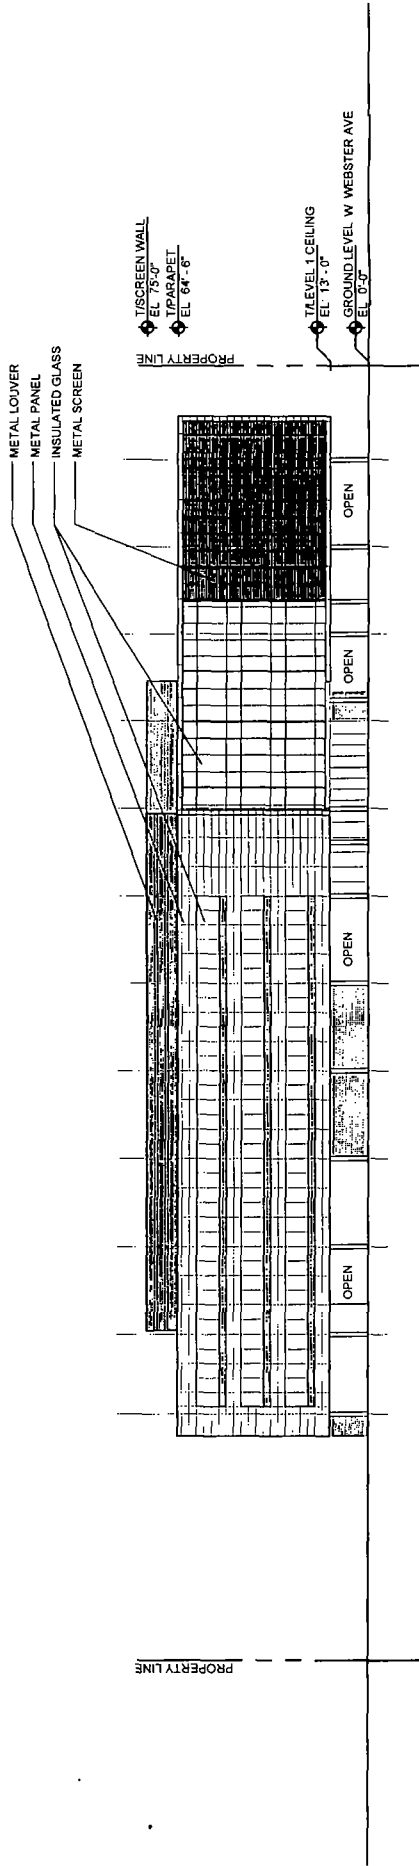 METAL LOUVER
METAL PANEL
INSULATED GLASS
METAL SCREEN
T/SCREEN WALL
EL 75'-0"
T/PARAPET
EL 64'-6"
T/LEVEL 1 CEILING
EL 13'-0"
GROUND LEVEL W WEBSTER AVE
EL 0'-0"
PROPERTY LINE
PROPERTY LINE
OPEN
OPEN
OPEN
OPEN